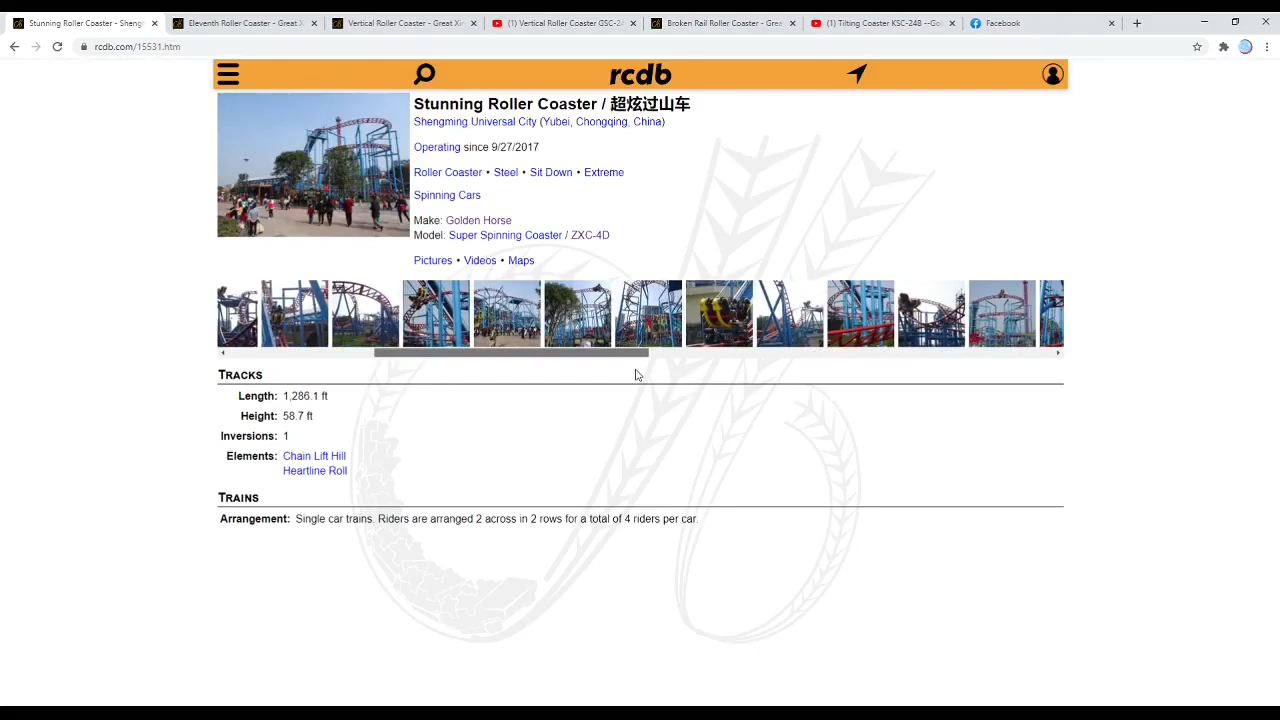 Stunning Roller Coaster - Sheng
Eleventh Roller Coaster - Great X
Vertical Roller Coaster - Great Xin
(1) Vertical Roller Coaster GSC-24
Broken Rail Roller Coaster - Grea
(1) Tilting Coaster KSC-24B --Go
Facebook
rcdb.com/15531.htm
rcdb
Stunning Roller Coaster / 超炫过山车
Shengming Universal City (Yubei, Chongqing, China)
Operating since 9/27/2017
Roller Coaster • Steel • Sit Down • Extreme
Spinning Cars
Make: Golden Horse
Model: Super Spinning Coaster / ZXC-4D
Pictures • Videos • Maps
Tracks
Length: 1,286.1 ft
Height: 58.7 ft
Inversions: 1
Elements: Chain Lift Hill
Heartline Roll
Trains
Arrangement: Single car trains. Riders are arranged 2 across in 2 rows for a total of 4 riders per car.